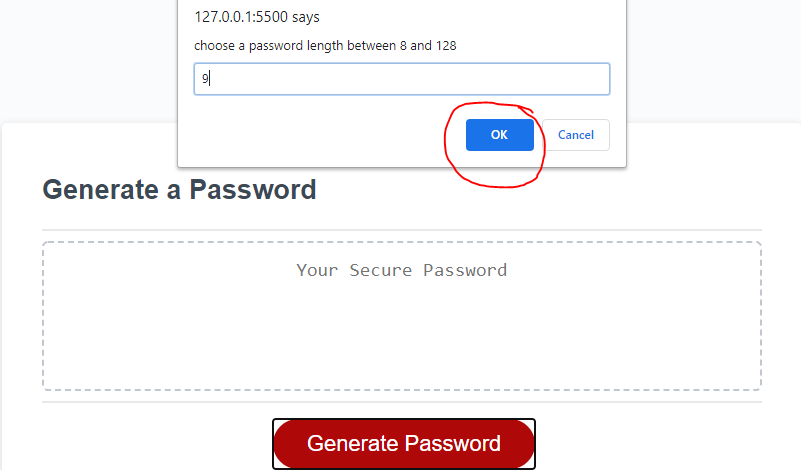 127.0.0.1:5500 says
choose a password length between 8 and 128
9
OK
Cancel
Generate a Password
Your Secure Password
Generate Password